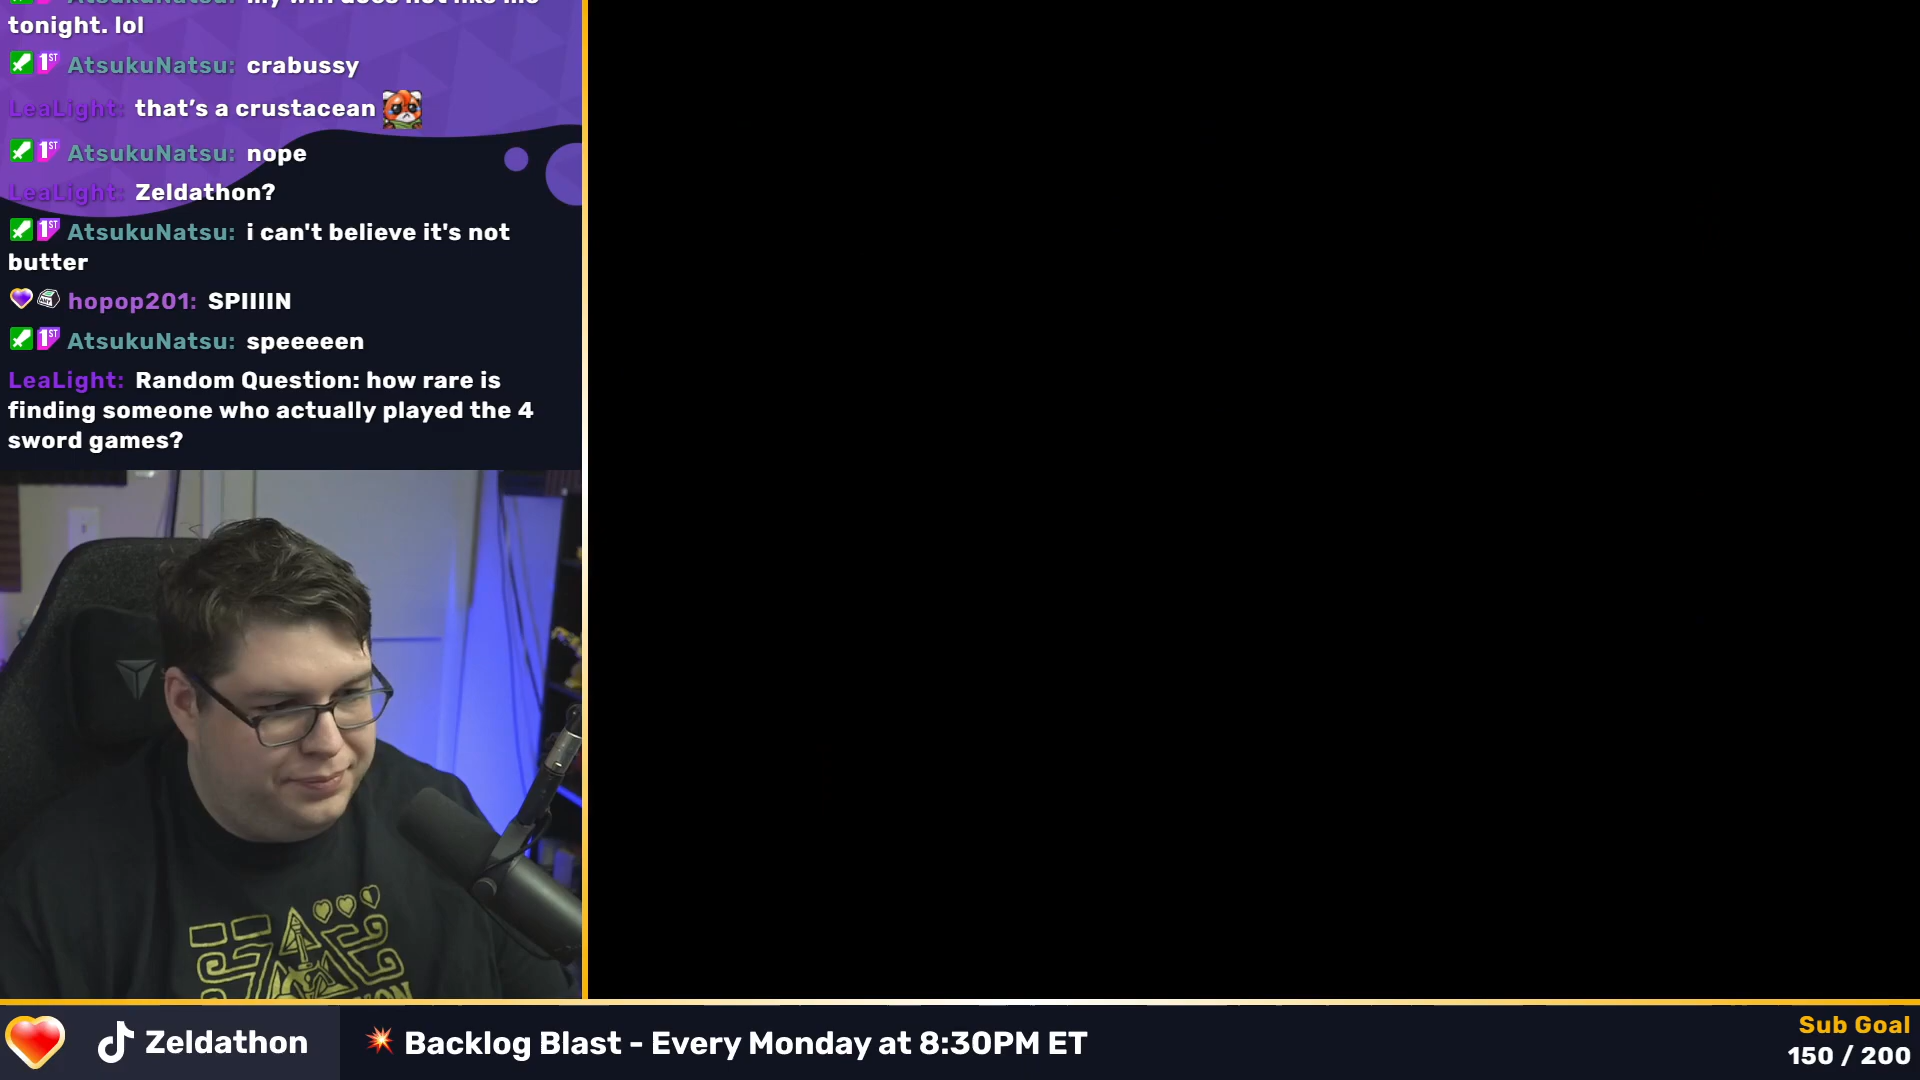 tonight. lol
AtsukuNatsu: crabussy
LeaLight: that’s a crustacean
AtsukuNatsu: nope
LeaLight: Zeldathon?
AtsukuNatsu: i can't believe it's not
butter
hopop201: SPIIIIN
AtsukuNatsu: speeeeen
LeaLight: Random Question: how rare is
finding someone who actually played the 4
sword games?
Zeldathon
Backlog Blast - Every Monday at 8:30PM ET
Sub Goal
150 / 200